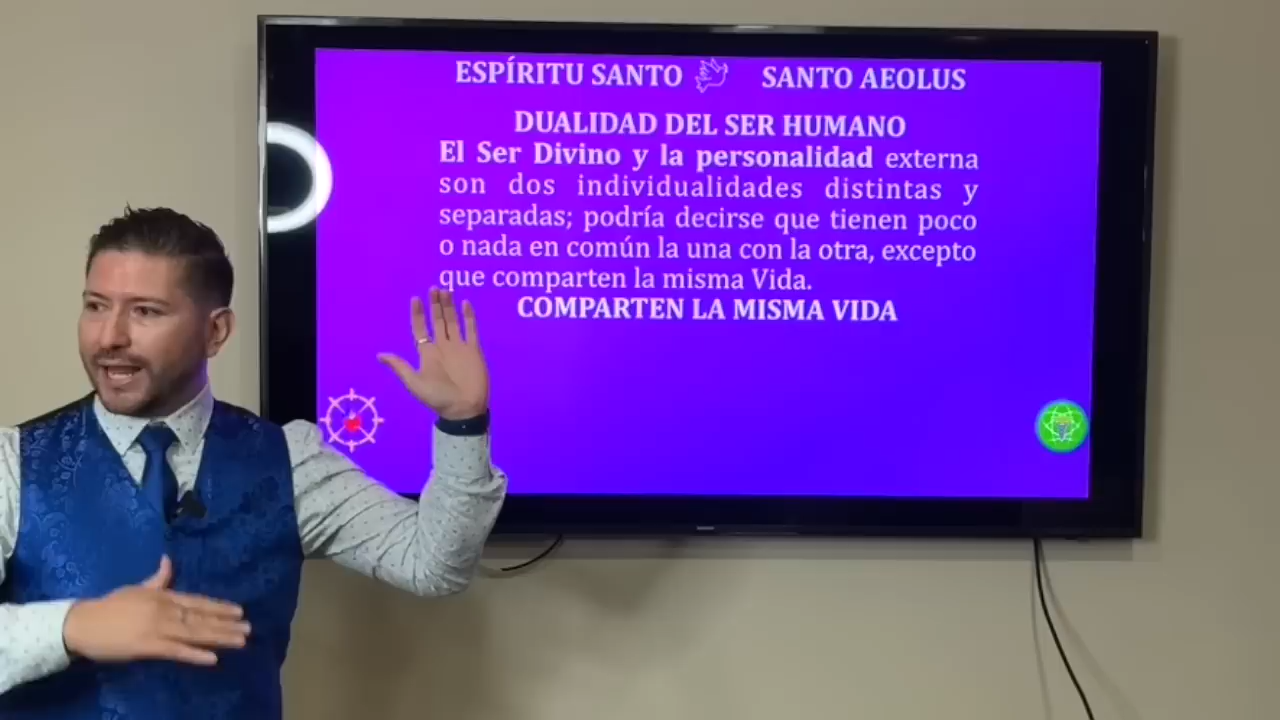 ESPÍRITU SANTO SANTO AEOLUS
DUALIDAD DEL SER HUMANO
El Ser Divino y la personalidad externa
son dos individualidades distintas y
separadas; podría decirse que tienen poco
o nada en común la una con la otra, excepto
que comparten la misma Vida.
COMPARTEN LA MISMA VIDA